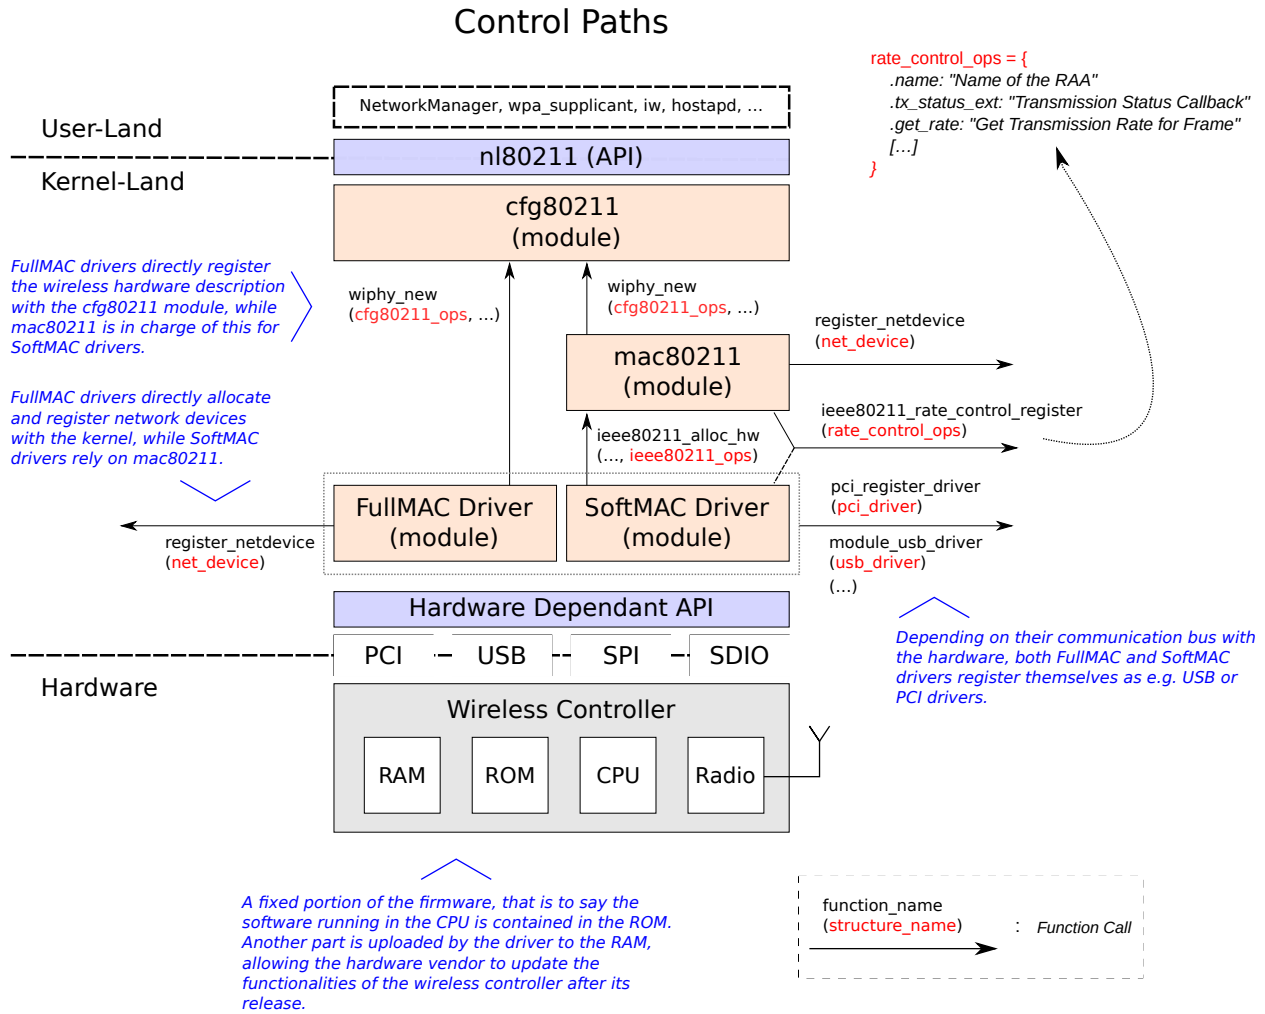 Control Paths
rate_control_ops = {
.name: "Name of the RAA"
.tx_status_ext: "Transmission Status Callback"
.get_rate: "Get Transmission Rate for Frame"
[...]
}
NetworkManager, wpa_supplicant, iw, hostapd, ...
User-Land
nl80211 (API)
Kernel-Land
cfg80211
(module)
FullMAC drivers directly register
the wireless hardware description
with the cfg80211 module, while
mac80211 is in charge of this for
SoftMAC drivers.
wiphy_new
(cfg80211_ops, ...)
wiphy_new
(cfg80211_ops, ...)
mac80211
(module)
register_netdevice
(net_device)
FullMAC drivers directly allocate
and register network devices
with the kernel, while SoftMAC
drivers rely on mac80211.
ieee80211_alloc_hw
(..., ieee80211_ops)
ieee80211_rate_control_register
(rate_control_ops)
FullMAC Driver
(module)
SoftMAC Driver
(module)
pci_register_driver
(pci_driver)
module_usb_driver
(usb_driver)
(...)
register_netdevice
(net_device)
Hardware Dependant API
PCI
USB
SPI
SDIO
Depending on their communication bus with
the hardware, both FullMAC and SoftMAC
drivers register themselves as e.g. USB or
PCI drivers.
Hardware
Wireless Controller
RAM
ROM
CPU
Radio
A fixed portion of the firmware, that is to say the
software running in the CPU is contained in the ROM.
Another part is uploaded by the driver to the RAM,
allowing the hardware vendor to update the
functionalities of the wireless controller after its
release.
function_name
(structure_name)
: Function Call